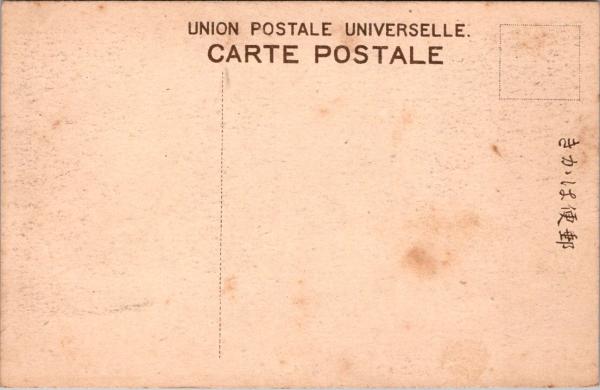 UNION POSTALE UNIVERSELLE.
CARTE POSTALE
郵便はかき